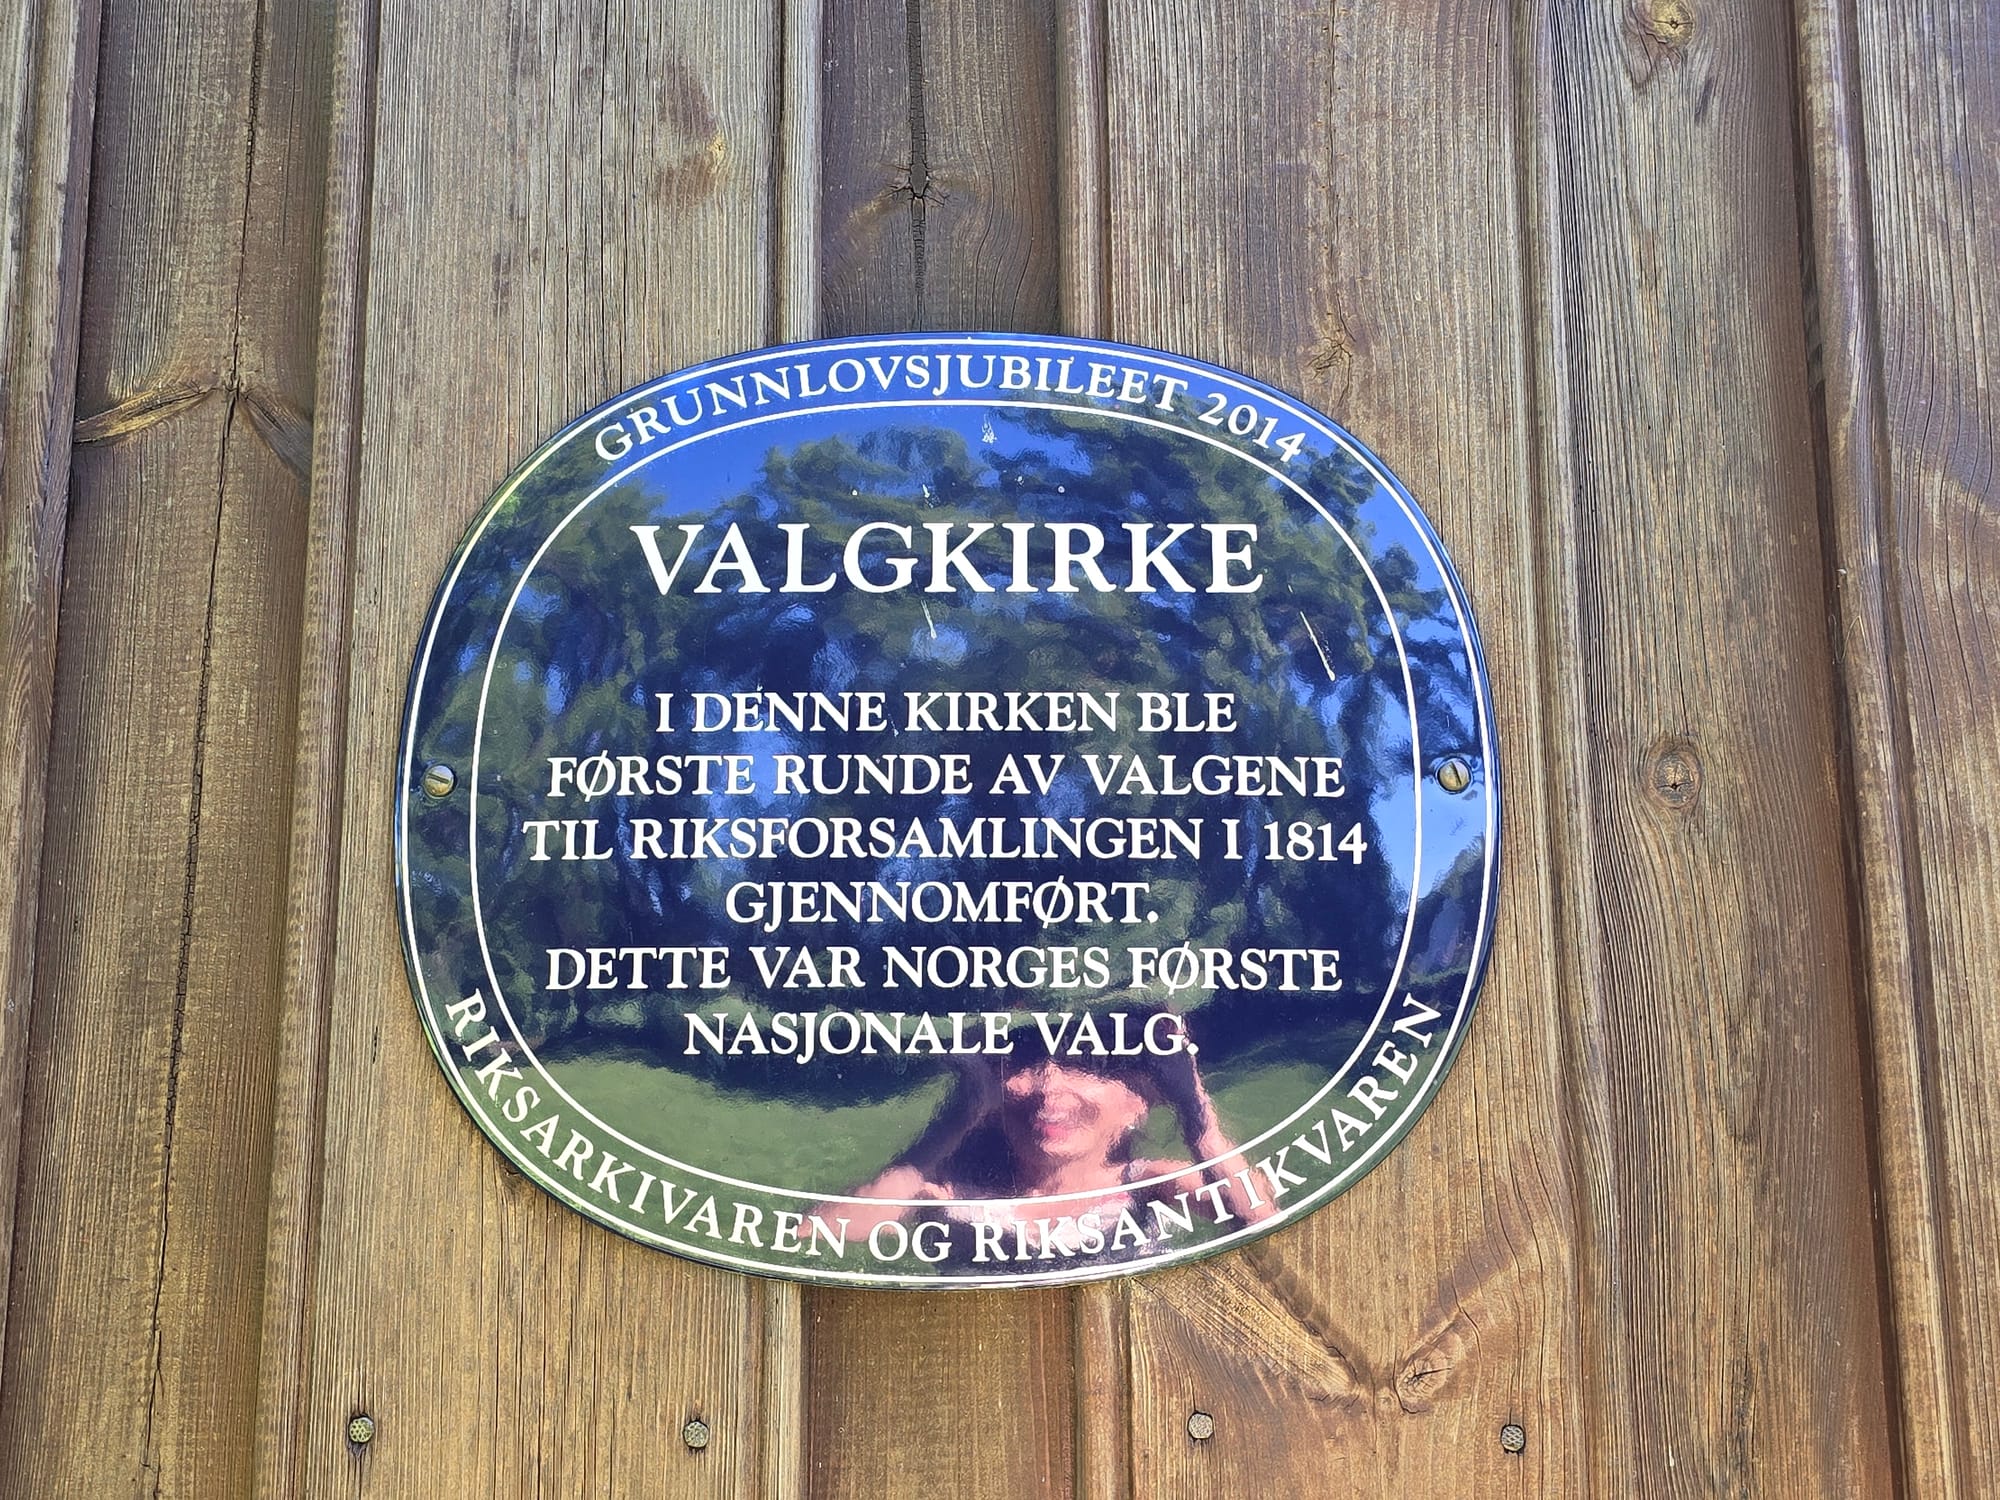 GRUNNLOVSJUBILEET 2014
VALGKIRKE
I DENNE KIRKEN BLE
FØRSTE RUNDE AV VALGENE
TIL RIKSFORSAMLINGEN I 1814
GJENNOMFØRT.
DETTE VAR NORGES FØRSTE
NASJONALE VALG.
RIKSARKIVAREN OG RIKSANTIKVAREN